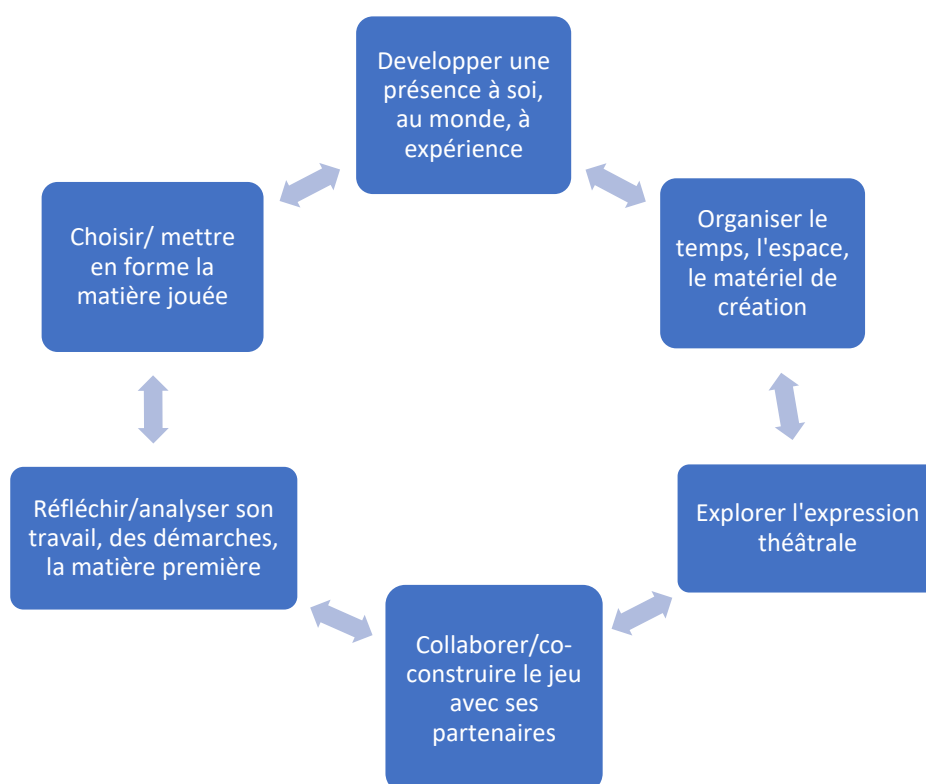 Developper une
présence à soi,
au monde, à
expérience
Organiser le
temps, l'espace,
le matériel de
création
Explorer l'expression
théâtrale
Collaborer/co-
construire le jeu
avec ses
partenaires
Réfléchir/analyser son
travail, des démarches,
la matière première
Choisir/ mettre
en forme la
matière jouée